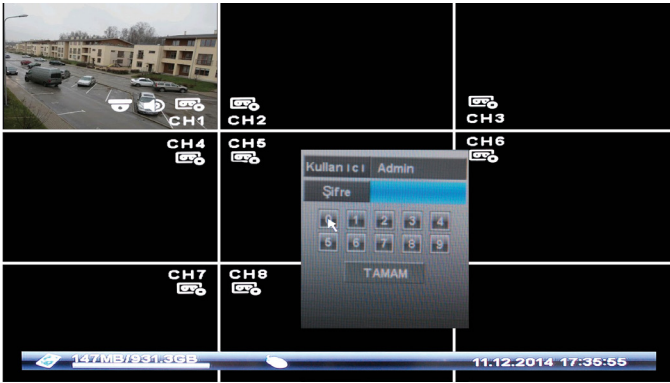 CH1
CH2
CH3
CH4
CH5
CH6
Kullanıcı Admin
Şifre
0 1 2 3 4
5 6 7 8 9
TAMAM
CH7
CH8
147MB/931.3GB
11.12.2014 17:35:55